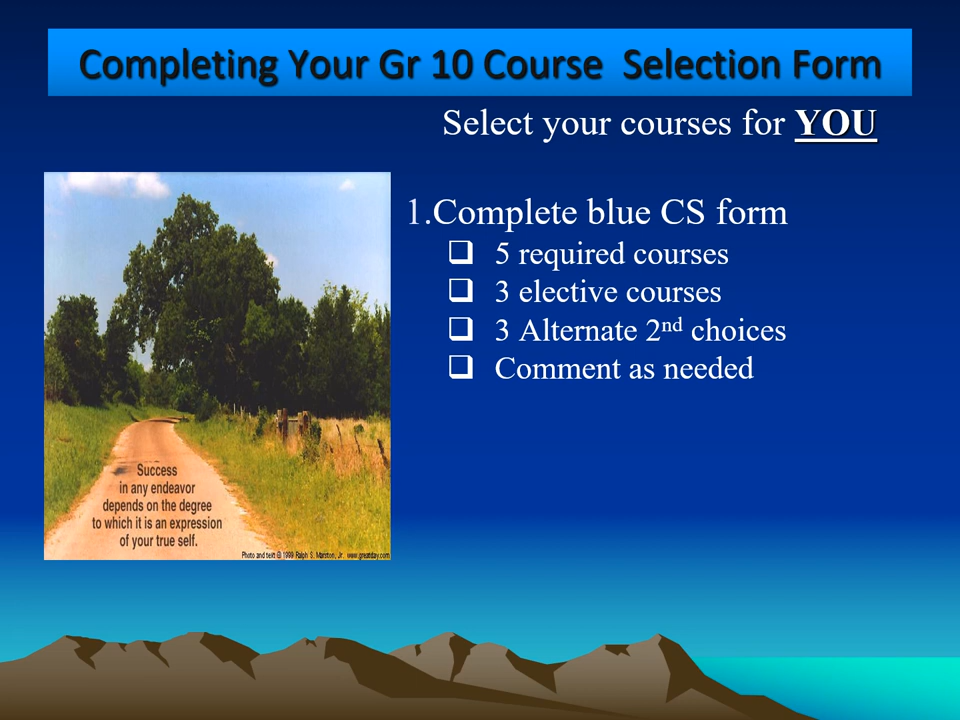 Completing Your Gr 10 Course  Selection Form
Select your courses for YOU
1.Complete blue CS form
❑ 5 required courses
❑ 3 elective courses
❑ 3 Alternate 2nd choices
❑ Comment as needed
Success
in any endeavor
depends on the degree
to which it is an expression
of your true self.
Photo and text © 1999 Ralph S. Marston, Jr. www.greatday.com